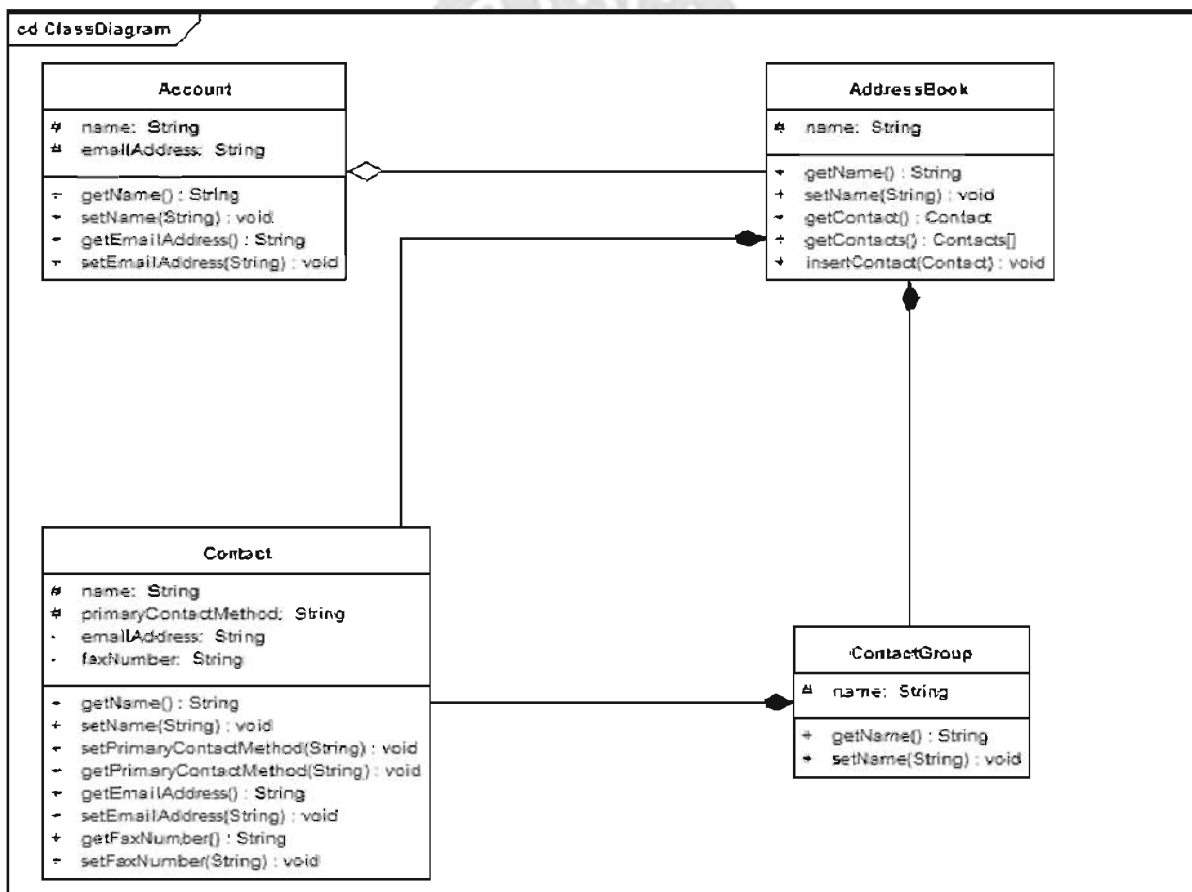 cd ClassDiagram
Account
# name: String
# emailAddress: String
+ getName() : String
+ setName(String) : void
+ getEmailAddress() : String
+ setEmailAddress(String) : void
AddressBook
# name: String
+ getName() : String
+ setName(String) : void
+ getContact() : Contact
+ getContacts() : Contacts[]
+ insertContact(Contact) : void
Contact
# name: String
# primaryContactMethod: String
- emailAddress: String
- faxNumber: String
+ getName() : String
+ setName(String) : void
+ setPrimaryContactMethod(String) : void
+ getPrimaryContactMethod(String) : void
+ getEmailAddress() : String
+ setEmailAddress(String) : void
+ getFaxNumber() : String
+ setFaxNumber(String) : void
ContactGroup
# name: String
+ getName() : String
+ setName(String) : void